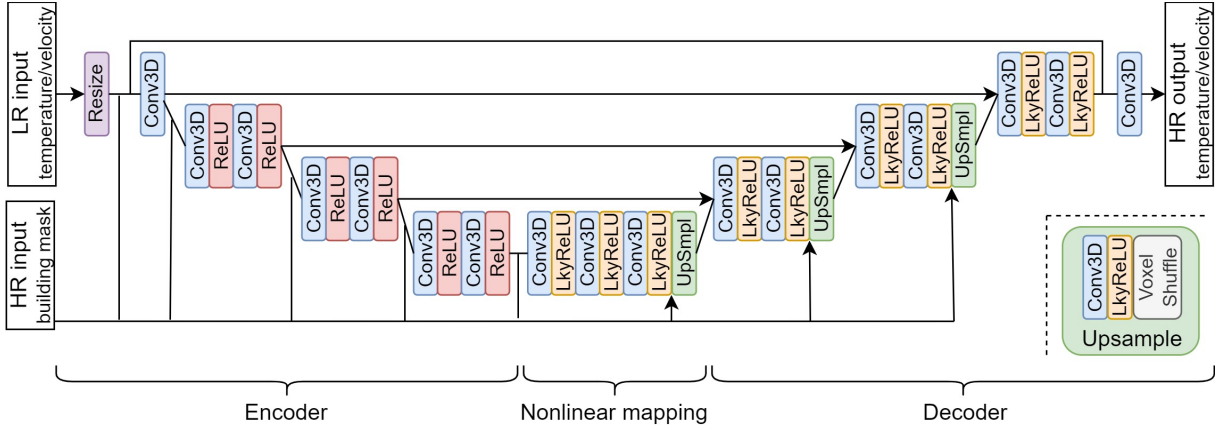 LR input
temperature/velocity
HR input
building mask
Resize
Conv3D
Conv3D
ReLU
Conv3D
ReLU
Conv3D
ReLU
Conv3D
ReLU
Conv3D
ReLU
Conv3D
ReLU
Conv3D
LkyReLU
Conv3D
LkyReLU
Conv3D
LkyReLU
UpSmpl
Conv3D
LkyReLU
Conv3D
LkyReLU
UpSmpl
Conv3D
LkyReLU
Conv3D
LkyReLU
UpSmpl
Conv3D
LkyReLU
Conv3D
LkyReLU
Conv3D
HR output
temperature/velocity
Conv3D
LkyReLU
Voxel
Shuffle
Upsample
Encoder
Nonlinear mapping
Decoder